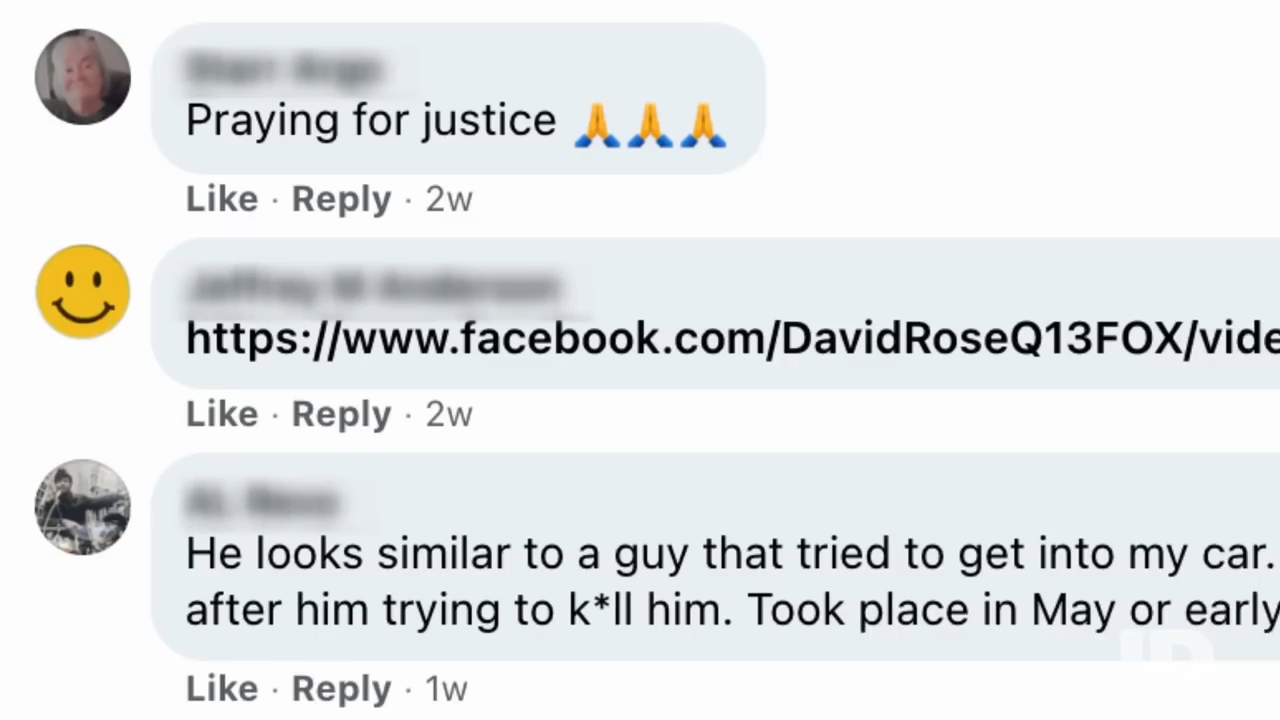 Praying for justice 🙏🙏🙏
Like · Reply · 2w
https://www.facebook.com/DavidRoseQ13FOX/vide
Like · Reply · 2w
He looks similar to a guy that tried to get into my car.
after him trying to k*ll him. Took place in May or early
Like · Reply · 1w
ID